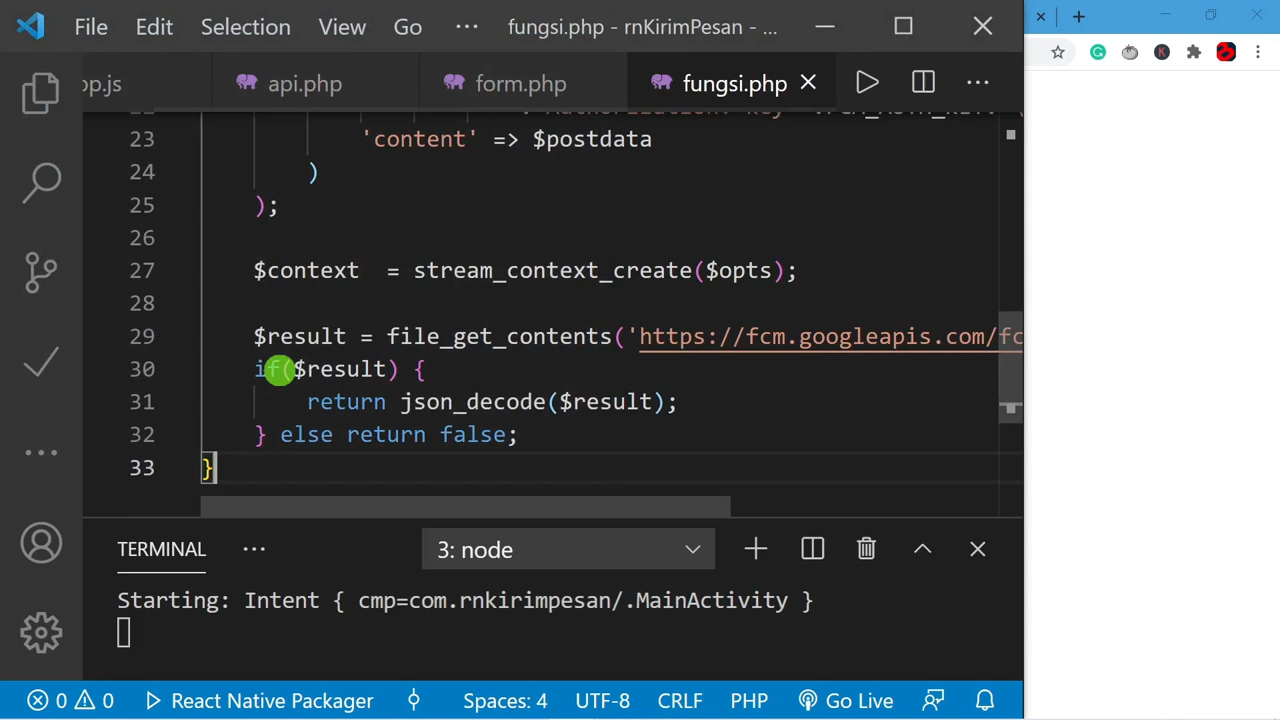 File Edit Selection View Go ··· fungsi.php - rnKirimPesan - ...
pp.js api.php form.php fungsi.php
23 'content' => $postdata
24 )
25 );
26
27 $context = stream_context_create($opts);
28
29 $result = file_get_contents('https://fcm.googleapis.com/fc
30 if($result) {
31 return json_decode($result);
32 } else return false;
33 }
TERMINAL ··· 3: node
Starting: Intent { cmp=com.rnkirimpesan/.MainActivity }
0 0 React Native Packager Spaces: 4 UTF-8 CRLF PHP Go Live